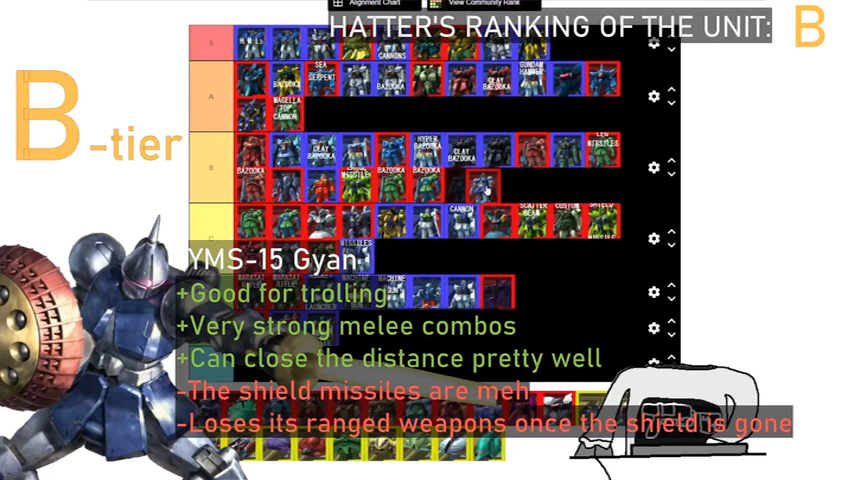 Alignment Chart
View Community Rank
HATTER'S RANKING OF THE UNIT: B
B-tier
S
CANNONS
A
BAZOOKA
SEA SERPENT
BAZOOKA
CLAY BAZOOKA
GUNDAM HAMMER
MAGELLA TOP CANNON
B
CLAY BAZOOKA
HYPER BAZOOKA
CLAY BAZOOKA
LEG MISSILES
BAZOOKA
MISSILE
BAZOOKA
BAZOOKA
C
CANNON
SCATTER BEAM
CUSTOM
SHIELD MISSILE
MISSILES
YMS-15 Gyan
+Good for trolling
+Very strong melee combos
+Can close the distance pretty well
-The shield missiles are meh
-Loses its ranged weapons once the shield is gone